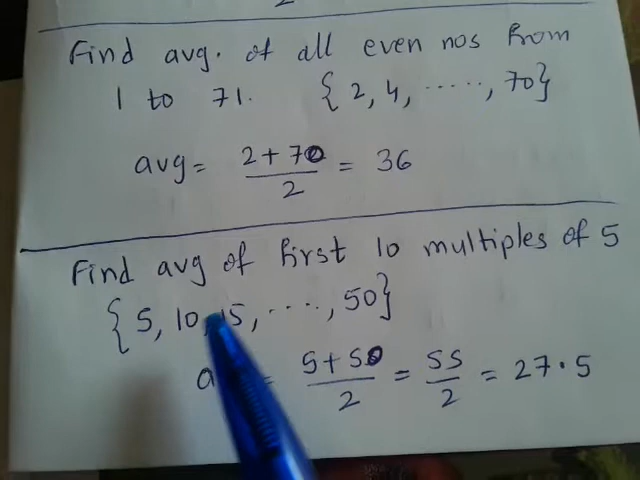 Find avg. of all even nos from
1 to 71. {2, 4, ....., 70}
avg = 2+70/2 = 36
Find avg of first 10 multiples of 5
{5, 10, 15, ....., 50}
= 5+50/2 = 55/2 = 27.5